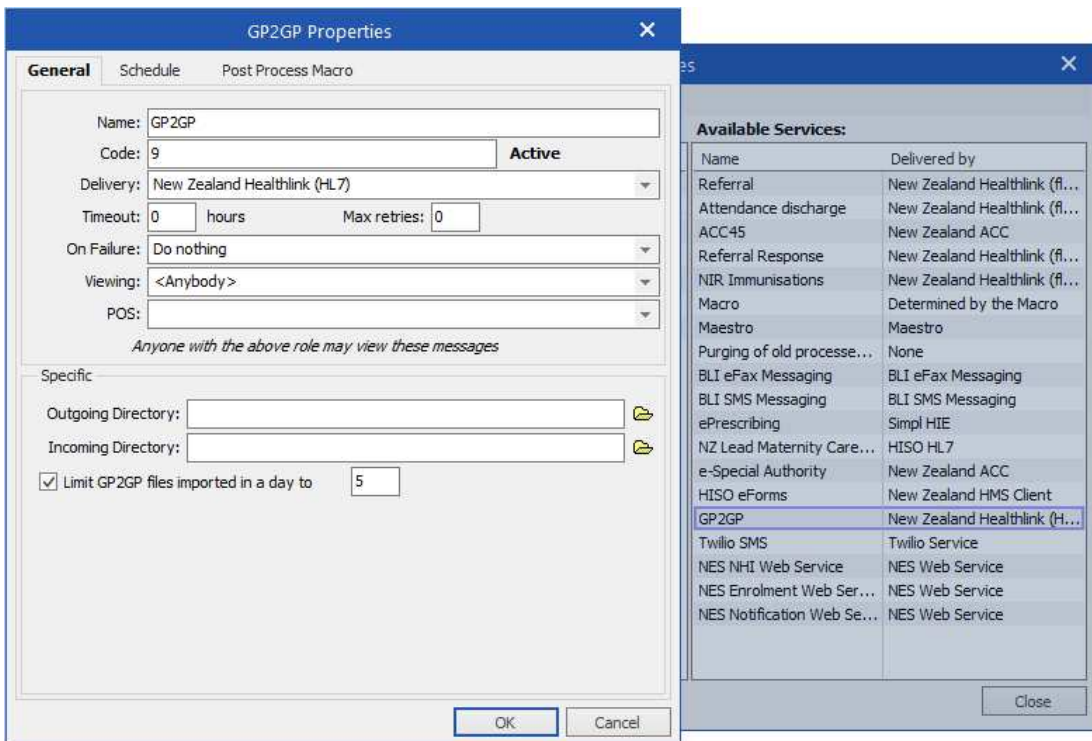 GP2GP Properties
General Schedule Post Process Macro
Name: GP2GP
Code: 9 Active
Delivery: New Zealand Healthlink (HL7)
Timeout: 0 hours Max retries: 0
On Failure: Do nothing
Viewing: <Anybody>
POS:
Anyone with the above role may view these messages
Specific
Outgoing Directory:
Incoming Directory:
Limit GP2GP files imported in a day to 5
OK Cancel
es
Available Services:
Name Delivered by
Referral New Zealand Healthlink (fl...
Attendance discharge New Zealand Healthlink (fl...
ACC45 New Zealand ACC
Referral Response New Zealand Healthlink (fl...
NIR Immunisations New Zealand Healthlink (fl...
Macro Determined by the Macro
Maestro Maestro
Purging of old processe... None
BLI eFax Messaging BLI eFax Messaging
BLI SMS Messaging BLI SMS Messaging
ePrescribing Simpl HIE
NZ Lead Maternity Care... HISO HL7
e-Special Authority New Zealand ACC
HISO eForms New Zealand HMS Client
GP2GP New Zealand Healthlink (H...
Twilio SMS Twilio Service
NES NHI Web Service NES Web Service
NES Enrolment Web Ser... NES Web Service
NES Notification Web Se... NES Web Service
Close